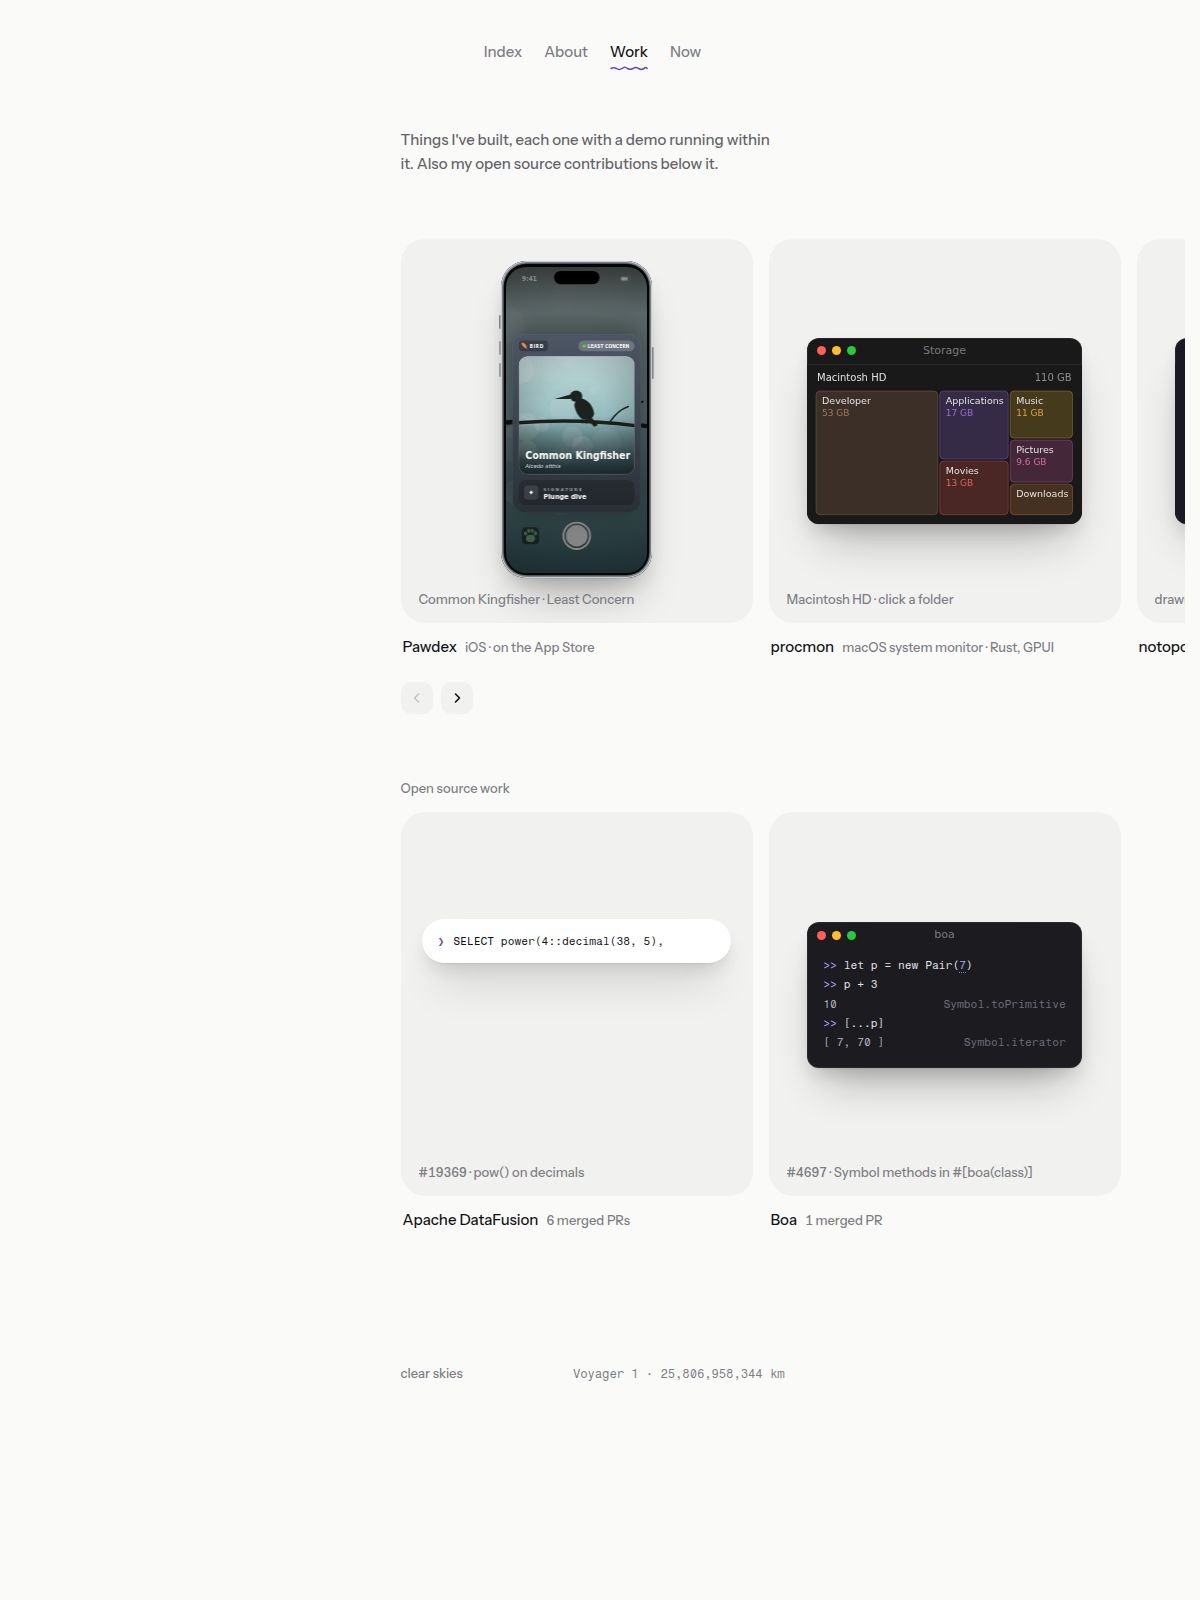 Index About Work Now
Things I've built, each one with a demo running within
it. Also my open source contributions below it.
9:41
BIRD
LEAST CONCERN
Common Kingfisher
Alcedo atthis
SIGNATURE
Plunge dive
Common Kingfisher · Least Concern
Pawdex iOS · on the App Store
Storage
Macintosh HD 110 GB
Developer
53 GB
Applications
17 GB
Music
11 GB
Pictures
9.6 GB
Movies
13 GB
Downloads
Macintosh HD · click a folder
procmon macOS system monitor · Rust, GPUI
draw
notop
Open source work
❯ SELECT power(4::decimal(38, 5),
#19369 · pow() on decimals
Apache DataFusion 6 merged PRs
boa
>> let p = new Pair(7)
>> p + 3
10 Symbol.toPrimitive
>> [...p]
[ 7, 70 ] Symbol.iterator
#4697 · Symbol methods in #[boa(class)]
Boa 1 merged PR
clear skies
Voyager 1 · 25,806,958,344 km